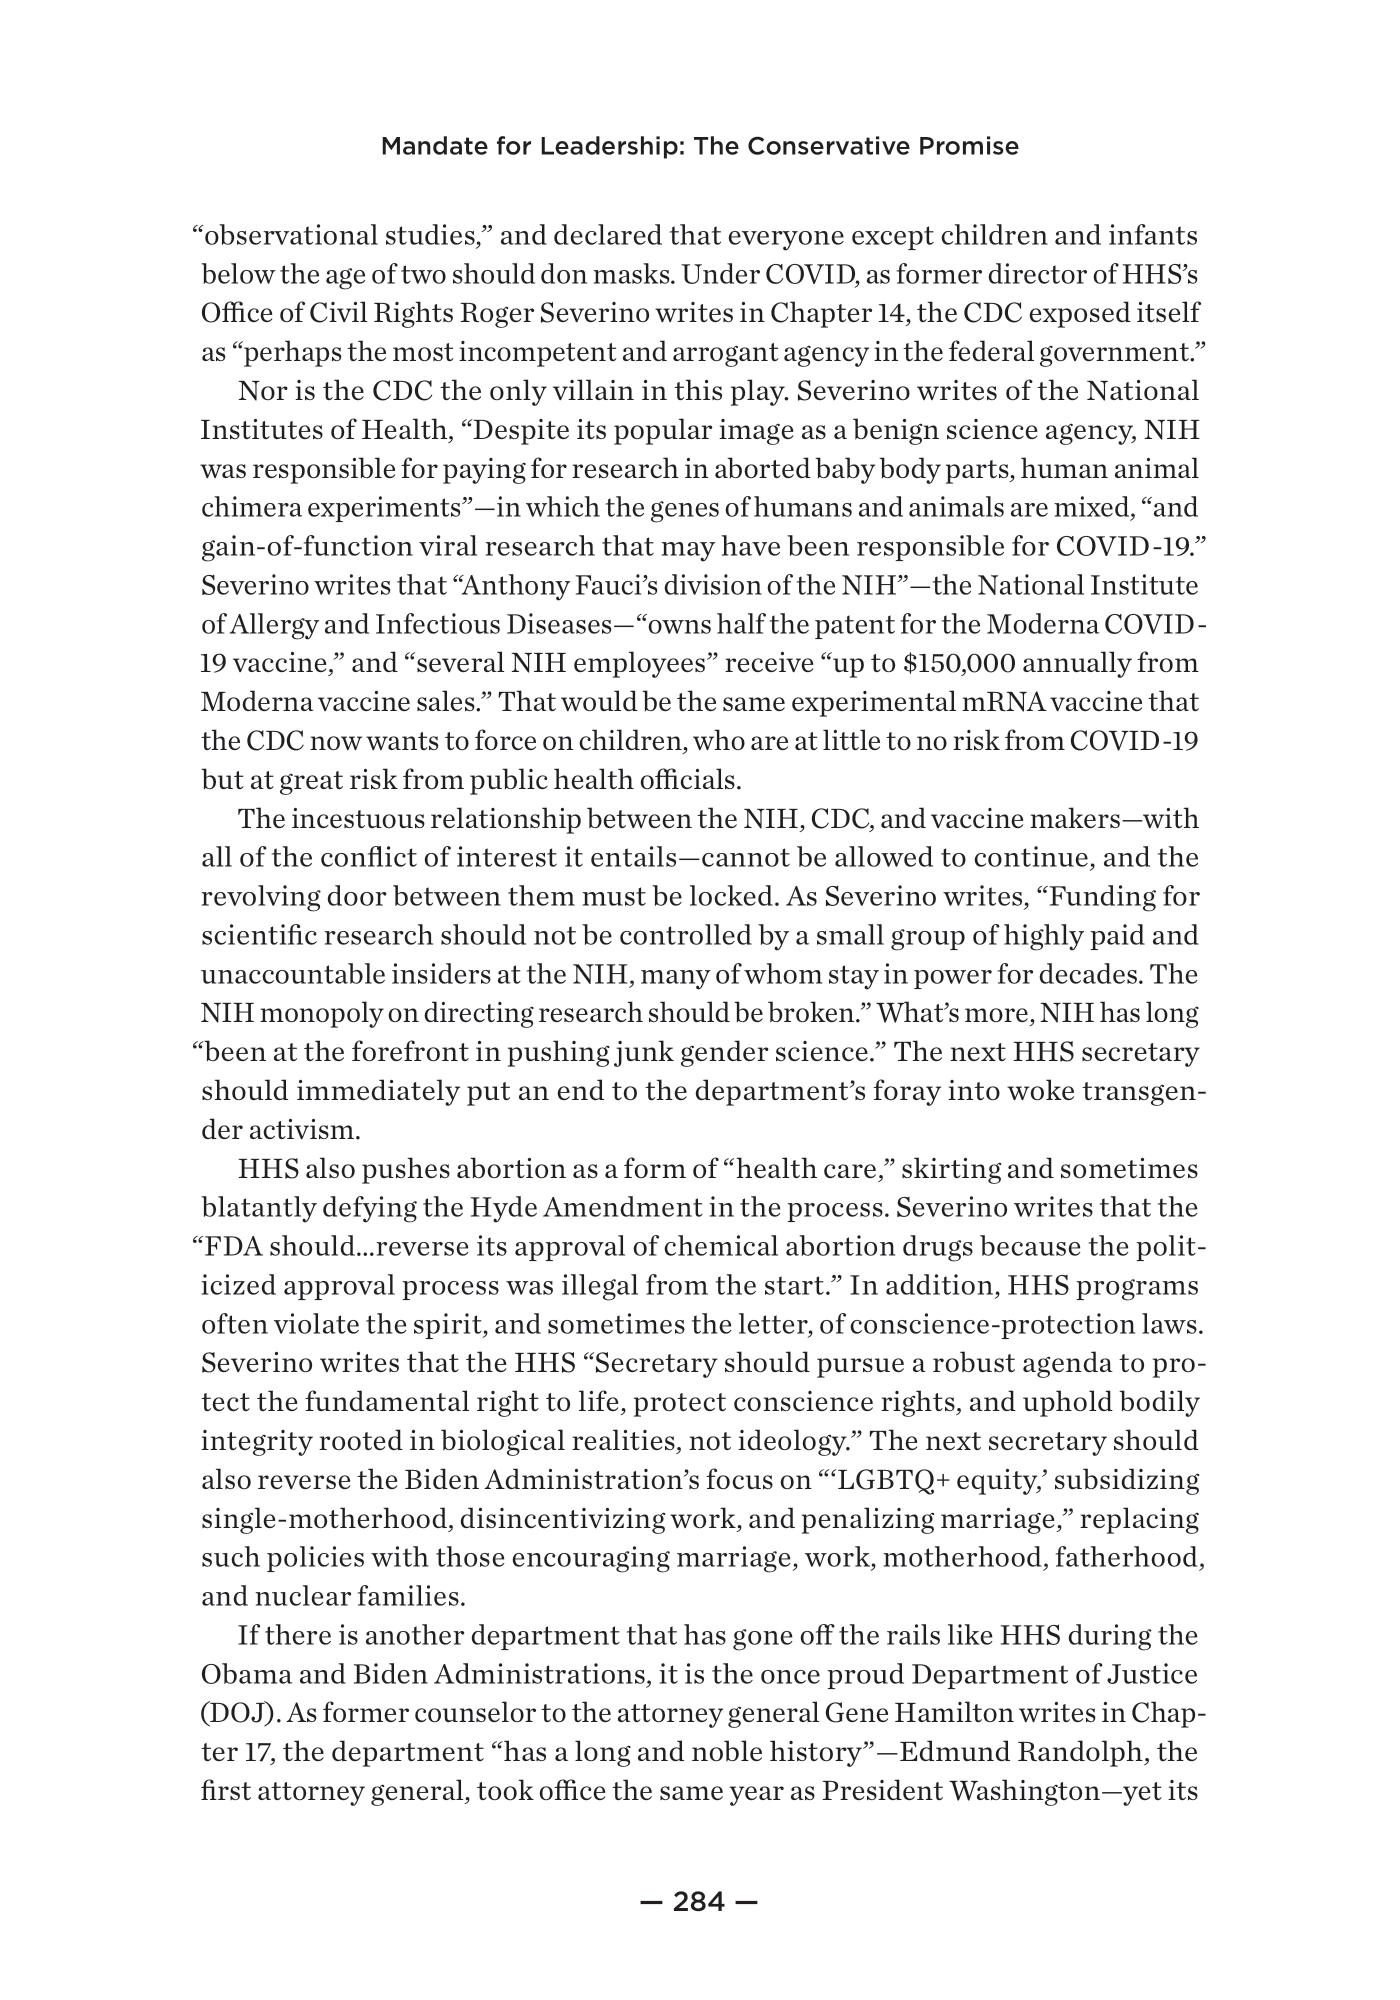 Mandate for Leadership: The Conservative Promise
“observational studies,” and declared that everyone except children and infants
below the age of two should don masks. Under COVID, as former director of HHS’s
Office of Civil Rights Roger Severino writes in Chapter 14, the CDC exposed itself
as “perhaps the most incompetent and arrogant agency in the federal government.”
Nor is the CDC the only villain in this play. Severino writes of the National
Institutes of Health, “Despite its popular image as a benign science agency, NIH
was responsible for paying for research in aborted baby body parts, human animal
chimera experiments”—in which the genes of humans and animals are mixed, “and
gain-of-function viral research that may have been responsible for COVID-19.”
Severino writes that “Anthony Fauci’s division of the NIH”—the National Institute
of Allergy and Infectious Diseases—“owns half the patent for the Moderna COVID-
19 vaccine,” and “several NIH employees” receive “up to $150,000 annually from
Moderna vaccine sales.” That would be the same experimental mRNA vaccine that
the CDC now wants to force on children, who are at little to no risk from COVID-19
but at great risk from public health officials.
The incestuous relationship between the NIH, CDC, and vaccine makers—with
all of the conflict of interest it entails—cannot be allowed to continue, and the
revolving door between them must be locked. As Severino writes, “Funding for
scientific research should not be controlled by a small group of highly paid and
unaccountable insiders at the NIH, many of whom stay in power for decades. The
NIH monopoly on directing research should be broken.” What’s more, NIH has long
“been at the forefront in pushing junk gender science.” The next HHS secretary
should immediately put an end to the department’s foray into woke transgen-
der activism.
HHS also pushes abortion as a form of “health care,” skirting and sometimes
blatantly defying the Hyde Amendment in the process. Severino writes that the
“FDA should...reverse its approval of chemical abortion drugs because the polit-
icized approval process was illegal from the start.” In addition, HHS programs
often violate the spirit, and sometimes the letter, of conscience-protection laws.
Severino writes that the HHS “Secretary should pursue a robust agenda to pro-
tect the fundamental right to life, protect conscience rights, and uphold bodily
integrity rooted in biological realities, not ideology.” The next secretary should
also reverse the Biden Administration’s focus on “‘LGBTQ+ equity,’ subsidizing
single-motherhood, disincentivizing work, and penalizing marriage,” replacing
such policies with those encouraging marriage, work, motherhood, fatherhood,
and nuclear families.
If there is another department that has gone off the rails like HHS during the
Obama and Biden Administrations, it is the once proud Department of Justice
(DOJ). As former counselor to the attorney general Gene Hamilton writes in Chap-
ter 17, the department “has a long and noble history”—Edmund Randolph, the
first attorney general, took office the same year as President Washington—yet its
— 284 —